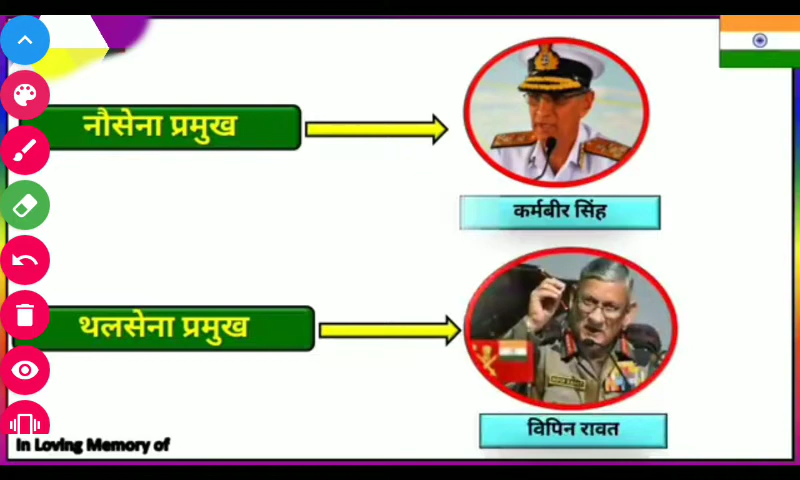 नौसेना प्रमुख
कर्मबीर सिंह
थलसेना प्रमुख
विपिन रावत
In Loving Memory of